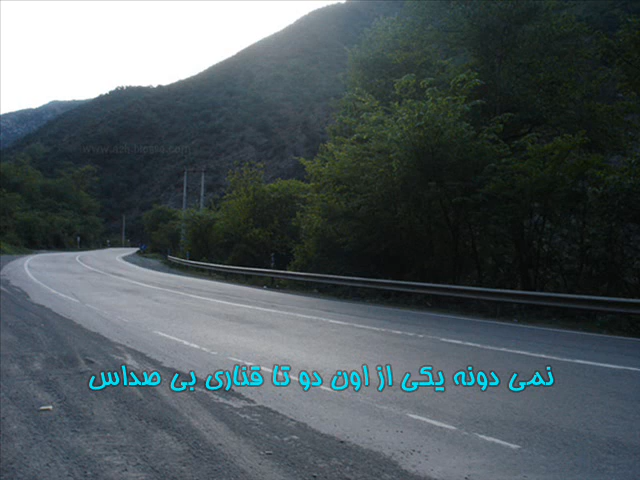 نمی دونه یکی از اون دو تا قناری بی صداس